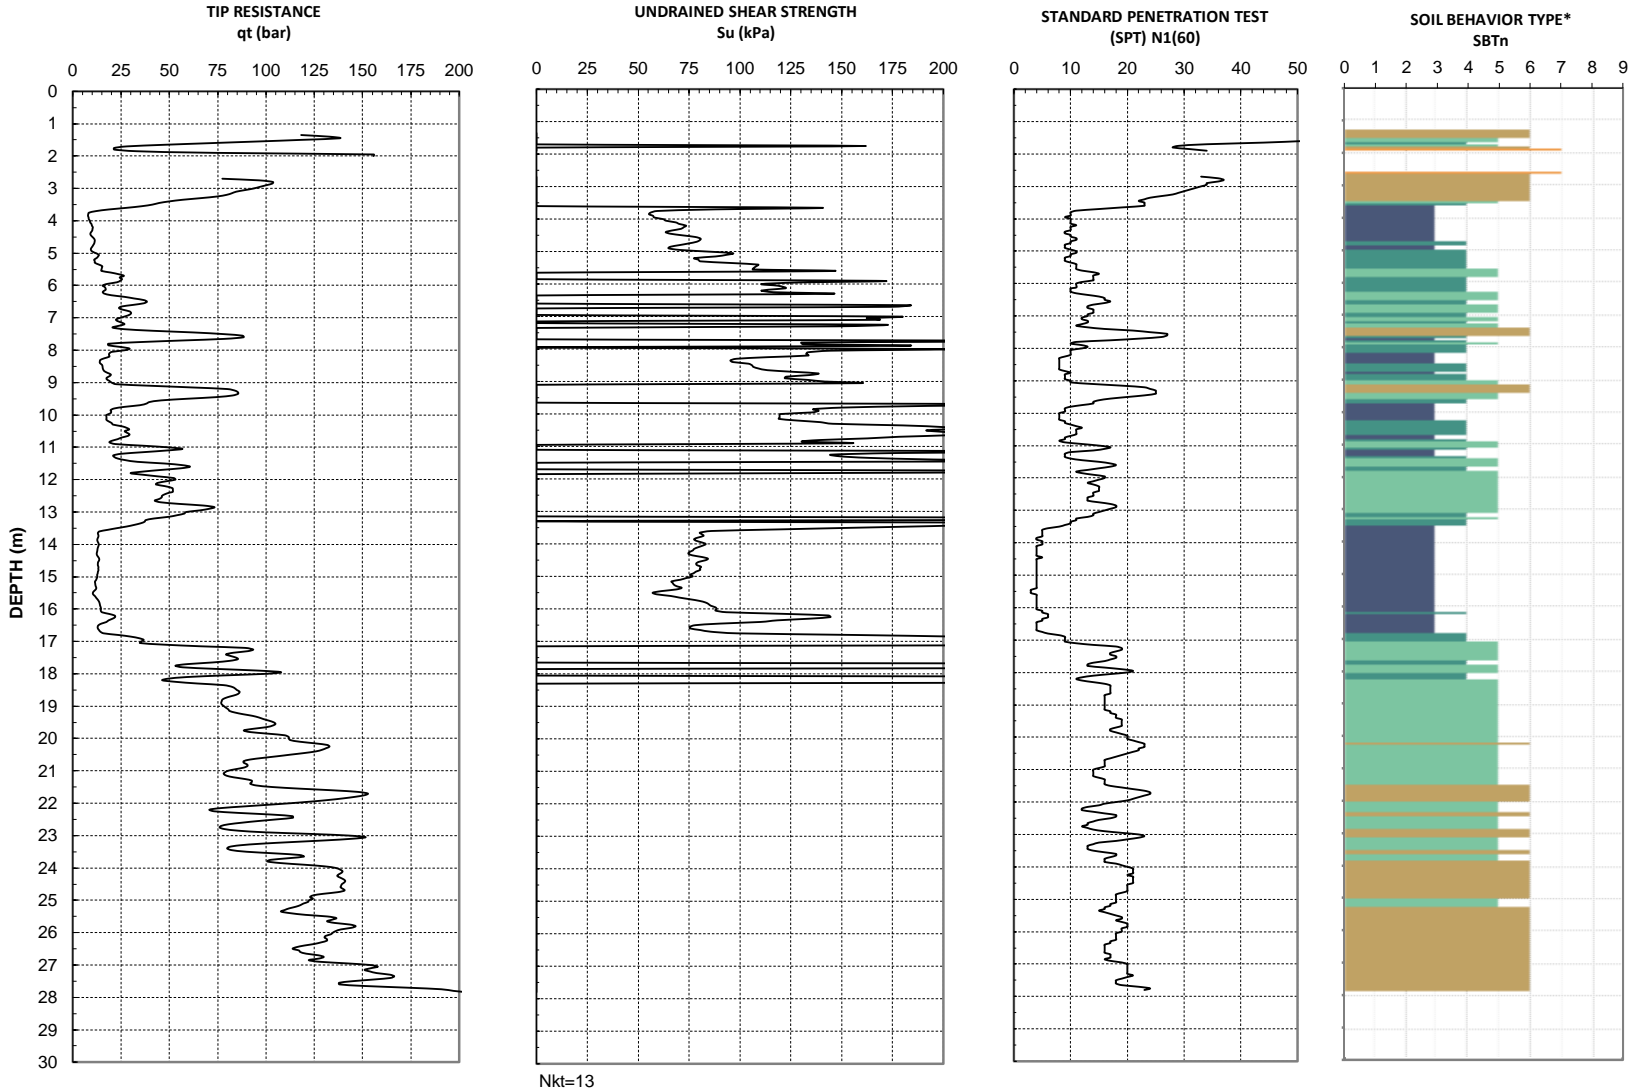 TIP RESISTANCE
qt (bar)
UNDRAINED SHEAR STRENGTH
Su (kPa)
STANDARD PENETRATION TEST
(SPT) N1(60)
SOIL BEHAVIOR TYPE*
SBTn
0 25 50 75 100 125 150 175 200
0 25 50 75 100 125 150 175 200
0 10 20 30 40 50
0 1 2 3 4 5 6 7 8 9
DEPTH (m)
0
1
2
3
4
5
6
7
8
9
10
11
12
13
14
15
16
17
18
19
20
21
22
23
24
25
26
27
28
29
30
Nkt=13